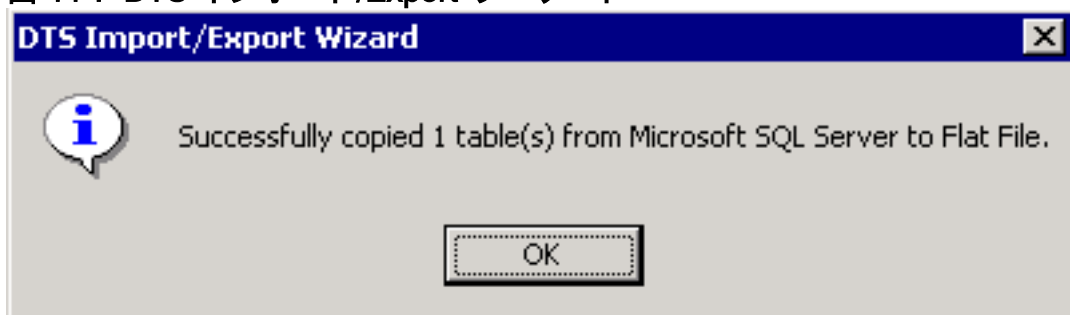 DTS Import/Export Wizard
Successfully copied 1 table(s) from Microsoft SQL Server to Flat File.
OK